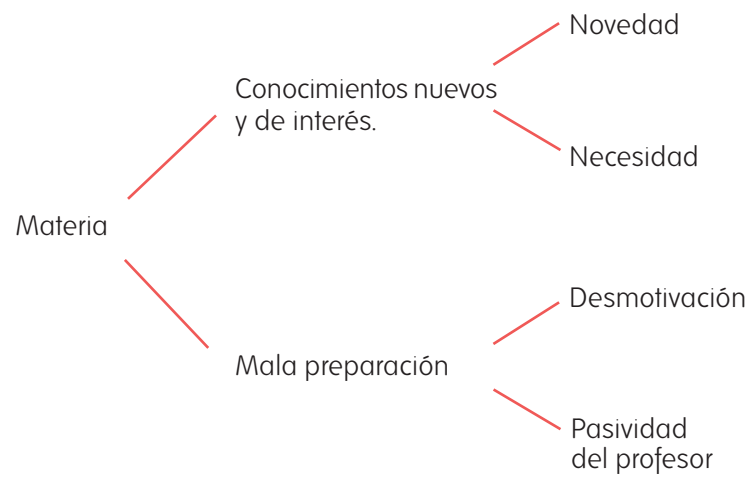 Novedad
Conocimientos nuevos
y de interés.
Necesidad
Materia
Desmotivación
Mala preparación
Pasividad
del profesor